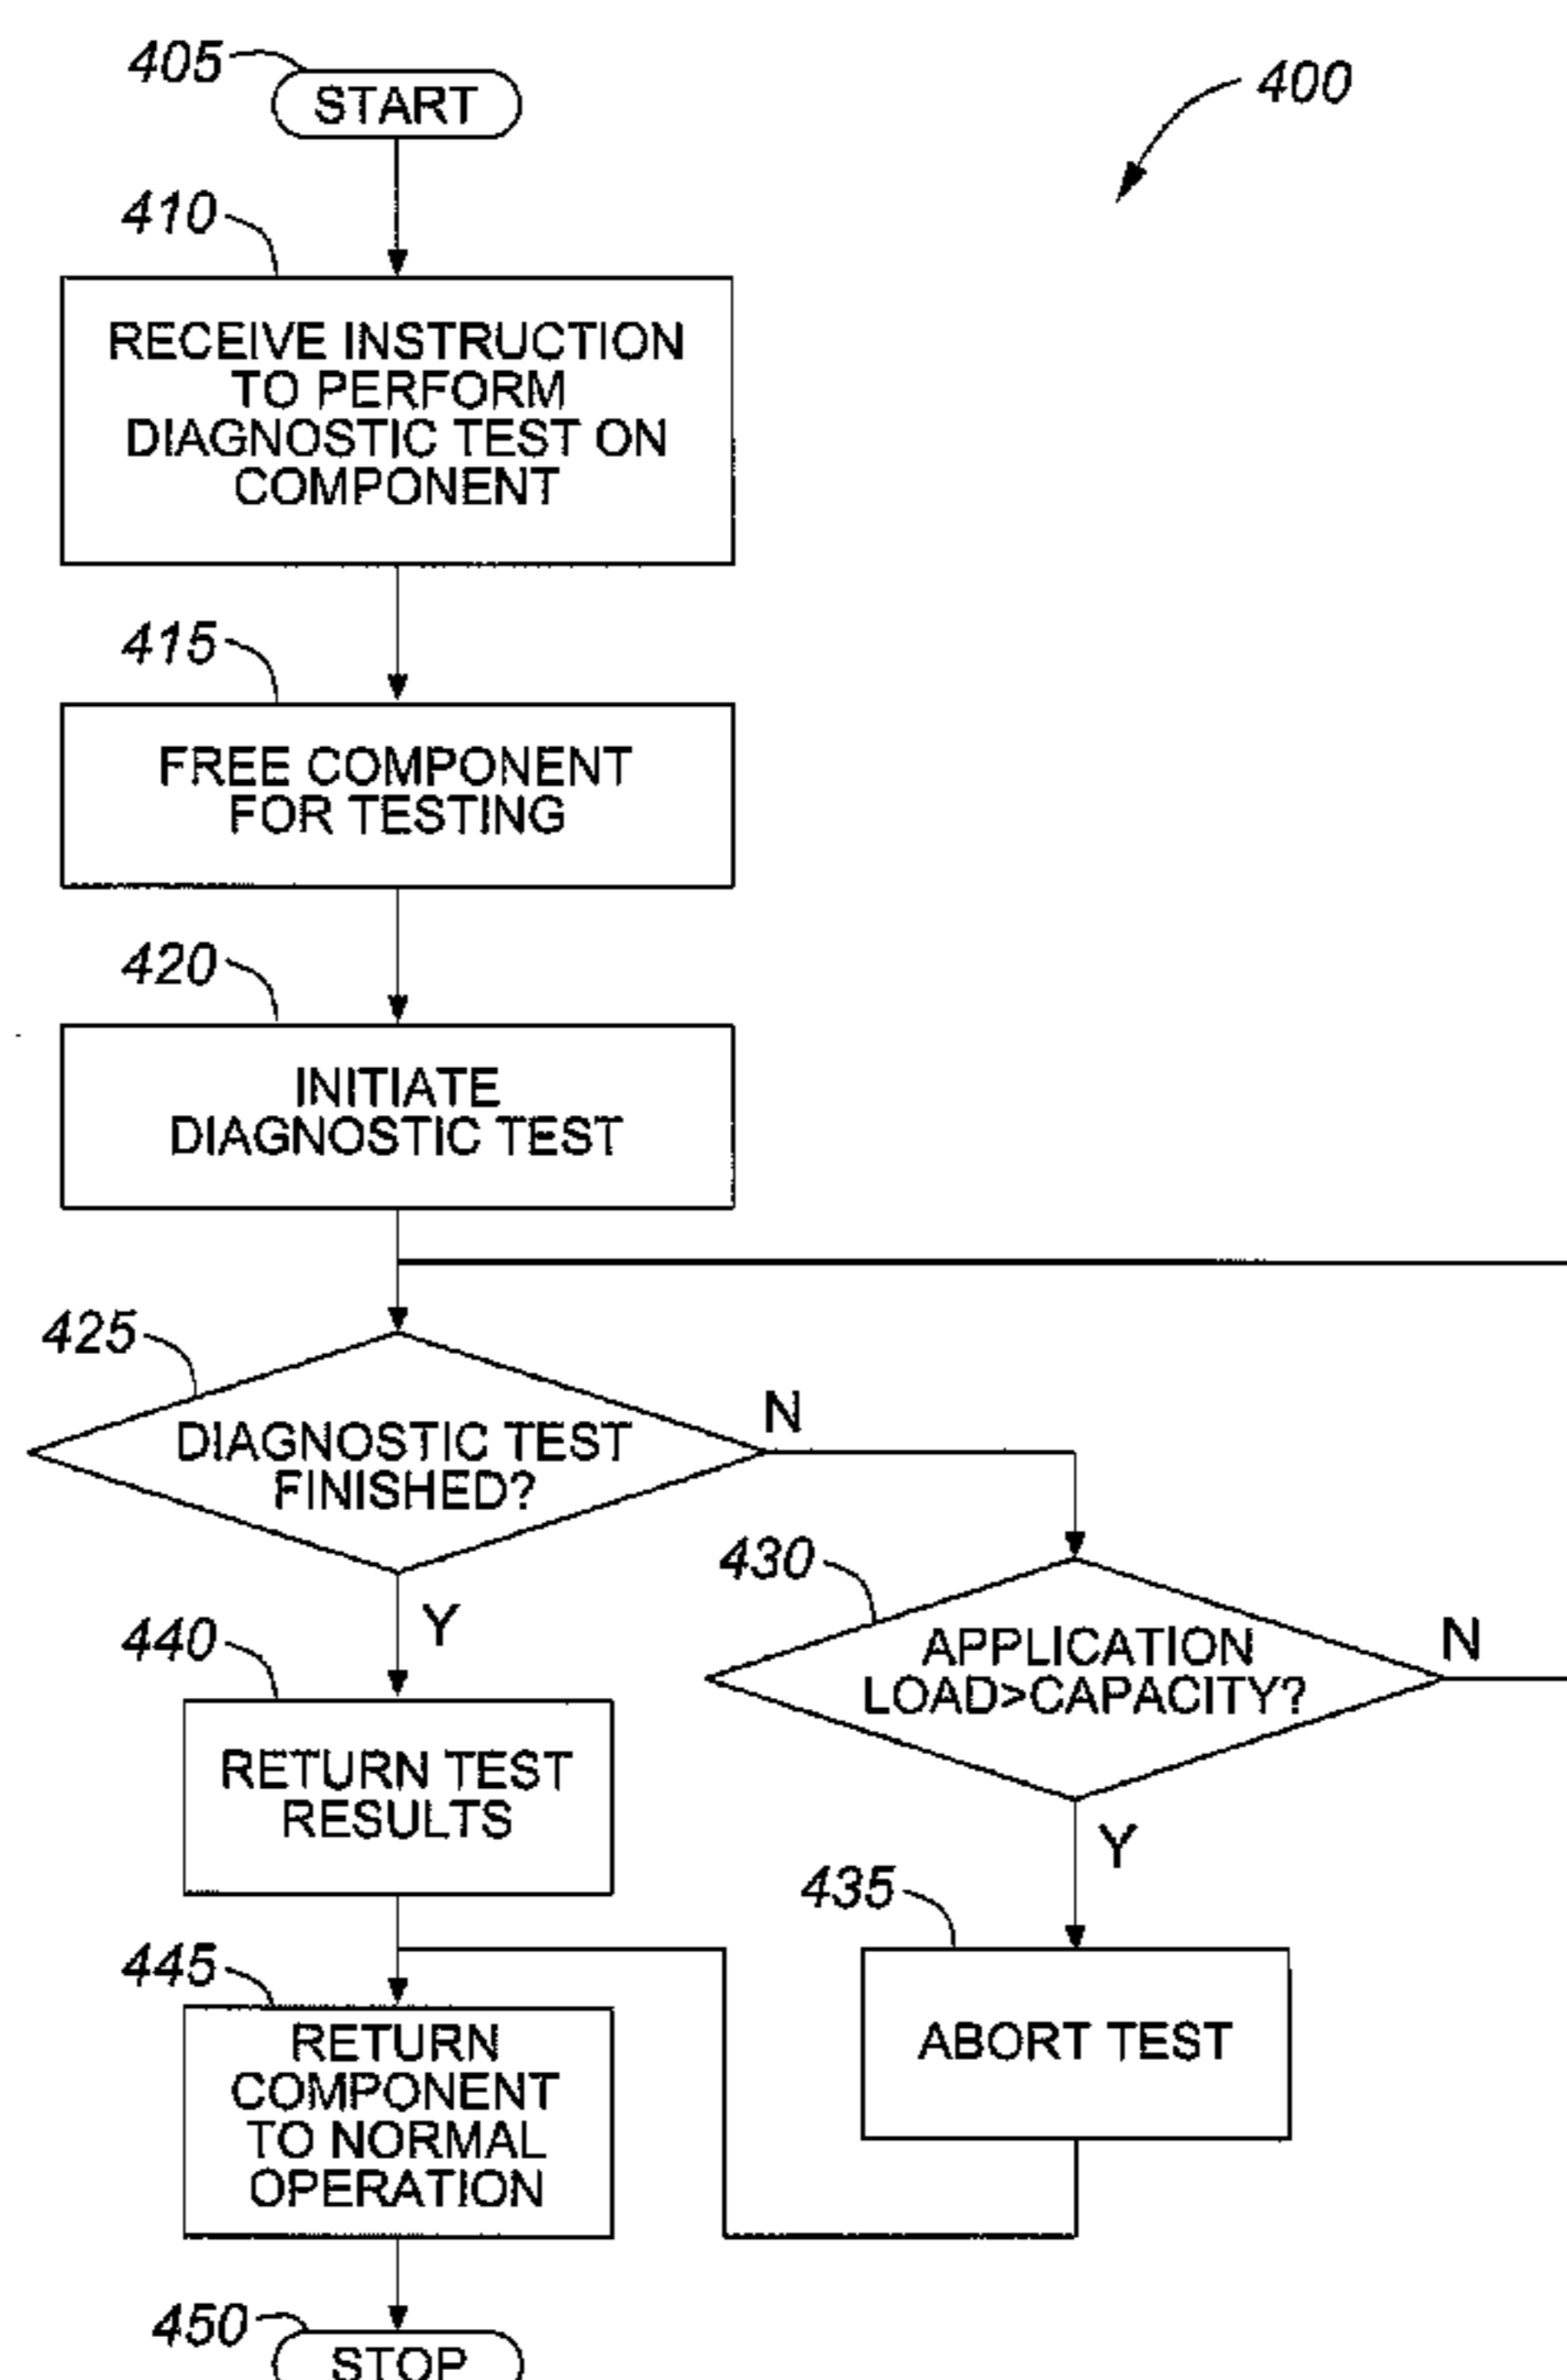 405
START
400
410
RECEIVE INSTRUCTION
TO PERFORM
DIAGNOSTIC TEST ON
COMPONENT
415
FREE COMPONENT
FOR TESTING
420
INITIATE
DIAGNOSTIC TEST
425
DIAGNOSTIC TEST
FINISHED?
N
Y
430
APPLICATION
LOAD>CAPACITY?
N
Y
440
RETURN TEST
RESULTS
435
ABORT TEST
445
RETURN
COMPONENT
TO NORMAL
OPERATION
450
STOP